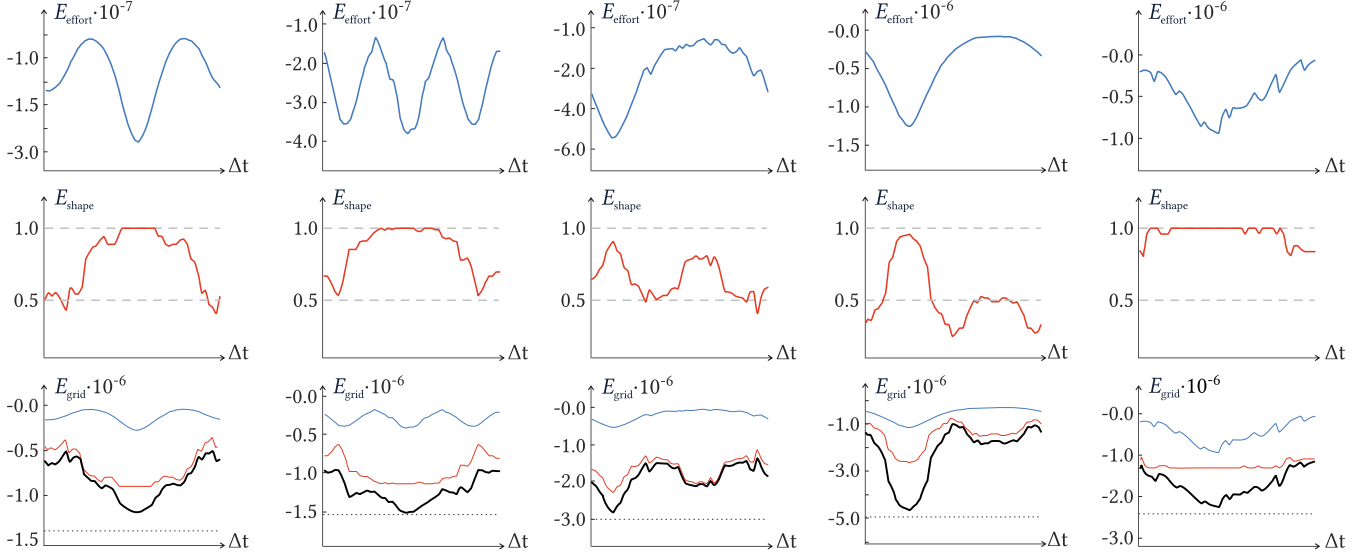 E_effort·10^-7
-1.0
-1.5
-3.0
Δt
E_effort·10^-7
-1.0
-2.0
-3.0
-4.0
Δt
E_effort·10^-7
-1.0
-2.0
-4.0
-6.0
Δt
E_effort·10^-6
-0.0
-0.5
-1.0
-1.5
Δt
E_effort·10^-6
-0.0
-0.5
-1.0
Δt
E_shape
1.0
0.5
Δt
E_shape
1.0
0.5
Δt
E_shape
1.0
0.5
Δt
E_shape
1.0
0.5
Δt
E_shape
1.0
0.5
Δt
E_grid·10^-6
-0.0
-0.5
-1.0
-1.5
Δt
E_grid·10^-6
-0.0
-0.5
-1.0
-1.5
Δt
E_grid·10^-6
-0.0
-1.0
-2.0
-3.0
Δt
E_grid·10^-6
-1.0
-3.0
-5.0
Δt
E_grid·10^-6
-0.0
-1.0
-2.0
-3.0
Δt